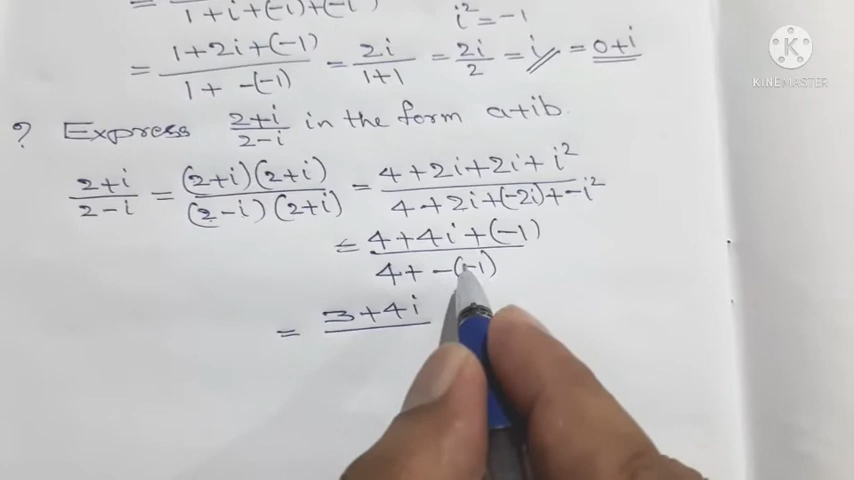 =
1+i+(-1)+(-i)
i²=-1
= 1+2i+(-1) / 1+ -(-1) = 2i / 1+1 = 2i / 2 = i = 0+i
? Express 2+i / 2-i in the form a+ib.
2+i / 2-i = (2+i)(2+i) / (2-i)(2+i) = 4+2i+2i+i² / 4+2i+(-2i)+-i²
= 4+4i+(-1) / 4+-(-1)
= 3+4i
K
KINEMASTER